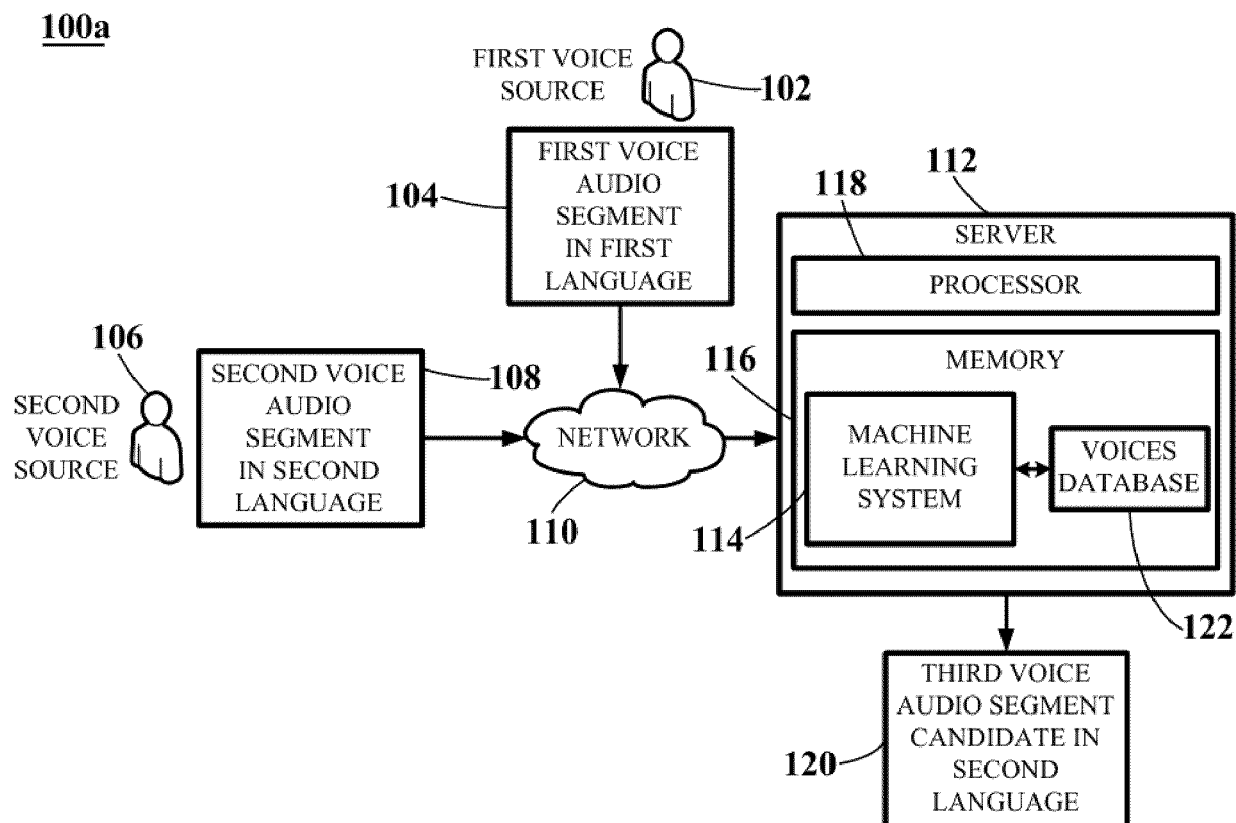 100a
FIRST VOICE
SOURCE
102
FIRST VOICE
AUDIO
SEGMENT
IN FIRST
LANGUAGE
104
112
118
SERVER
PROCESSOR
MEMORY
116
106
SECOND
VOICE
SOURCE
SECOND VOICE
AUDIO
SEGMENT
IN SECOND
LANGUAGE
108
NETWORK
110
MACHINE
LEARNING
SYSTEM
114
VOICES
DATABASE
122
THIRD VOICE
AUDIO SEGMENT
CANDIDATE IN
SECOND
LANGUAGE
120